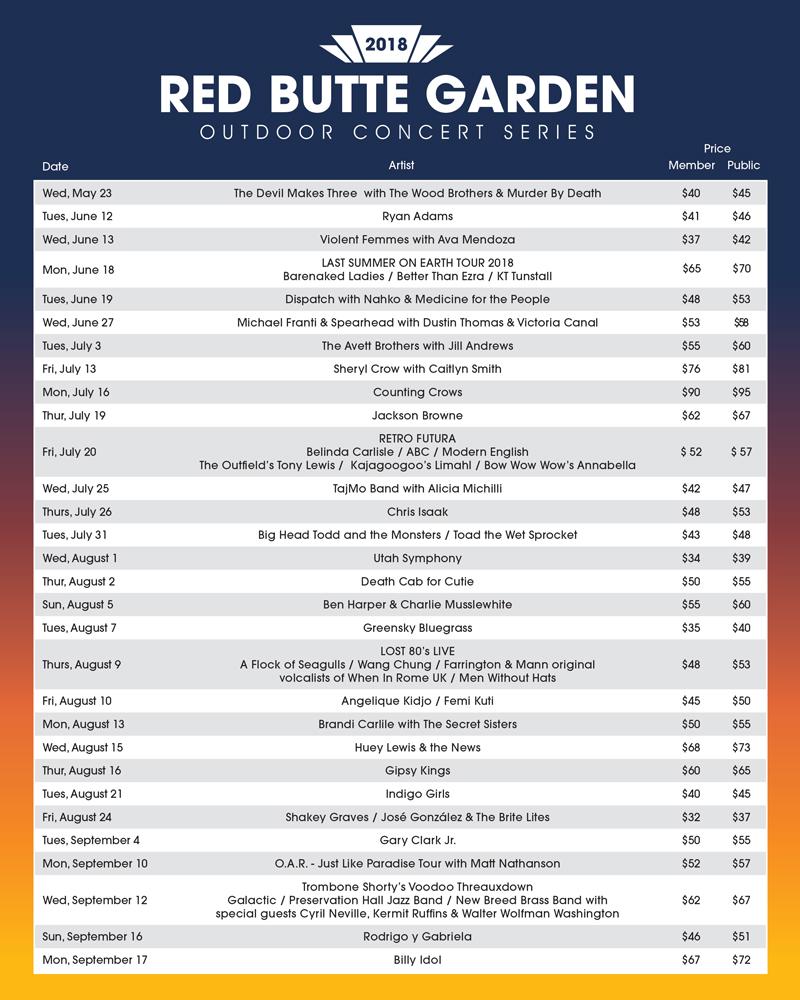 2018
RED BUTTE GARDEN
OUTDOOR CONCERT SERIES
Price
Date Artist Member Public
Wed, May 23 The Devil Makes Three with The Wood Brothers & Murder By Death $40 $45
Tues, June 12 Ryan Adams $41 $46
Wed, June 13 Violent Femmes with Ava Mendoza $37 $42
LAST SUMMER ON EARTH TOUR 2018
Mon, June 18 Barenaked Ladies / Better Than Ezra / KT Tunstall $65 $70
Tues, June 19 Dispatch with Nahko & Medicine for the People $48 $53
Wed, June 27 Michael Franti & Spearhead with Dustin Thomas & Victoria Canal $53 $58
Tues, July 3 The Avett Brothers with Jill Andrews $55 $60
Fri, July 13 Sheryl Crow with Caitlyn Smith $76 $81
Mon, July 16 Counting Crows $90 $95
Thur, July 19 Jackson Browne $62 $67
RETRO FUTURA
Fri, July 20 Belinda Carlisle / ABC / Modern English $ 52 $ 57
The Outfield's Tony Lewis / Kajagoogoo's Limahl / Bow Wow Wow's Annabella
Wed, July 25 TajMo Band with Alicia Michilli $42 $47
Thurs, July 26 Chris Isaak $48 $53
Tues, July 31 Big Head Todd and the Monsters / Toad the Wet Sprocket $43 $48
Wed, August 1 Utah Symphony $34 $39
Thur, August 2 Death Cab for Cutie $50 $55
Sun, August 5 Ben Harper & Charlie Musslewhite $55 $60
Tues, August 7 Greensky Bluegrass $35 $40
LOST 80's LIVE
Thurs, August 9 A Flock of Seagulls / Wang Chung / Farrington & Mann original $48 $53
volcalists of When In Rome UK / Men Without Hats
Fri, August 10 Angelique Kidjo / Femi Kuti $45 $50
Mon, August 13 Brandi Carlile with The Secret Sisters $50 $55
Wed, August 15 Huey Lewis & the News $68 $73
Thur, August 16 Gipsy Kings $60 $65
Tues, August 21 Indigo Girls $40 $45
Fri, August 24 Shakey Graves / José González & The Brite Lites $32 $37
Tues, September 4 Gary Clark Jr. $50 $55
Mon, September 10 O.A.R. - Just Like Paradise Tour with Matt Nathanson $52 $57
Trombone Shorty's Voodoo Threauxdown
Wed, September 12 Galactic / Preservation Hall Jazz Band / New Breed Brass Band with $62 $67
special guests Cyril Neville, Kermit Ruffins & Walter Wolfman Washington
Sun, September 16 Rodrigo y Gabriela $46 $51
Mon, September 17 Billy Idol $67 $72